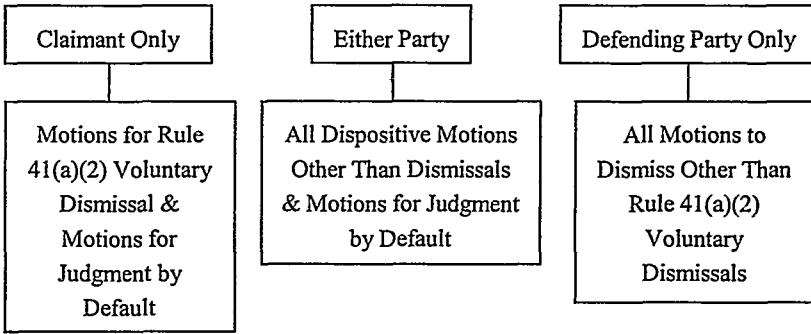 Claimant Only
Either Party
Defending Party Only
Motions for Rule
41(a)(2) Voluntary
Dismissal &
Motions for
Judgment by
Default
All Dispositive Motions
Other Than Dismissals
& Motions for Judgment
by Default
All Motions to
Dismiss Other Than
Rule 41(a)(2)
Voluntary
Dismissals